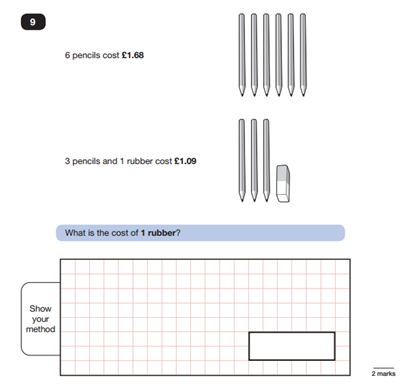 9
6 pencils cost £1.68
3 pencils and 1 rubber cost £1.09
What is the cost of 1 rubber?
Show
your
method
2 marks